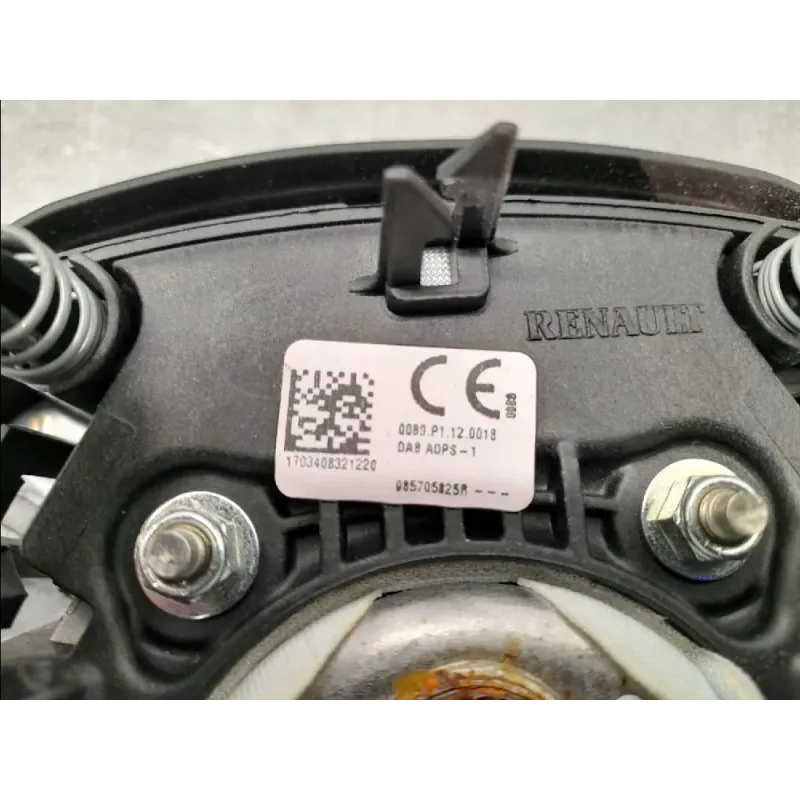 RENAULT
CE
0080
0080.P1.12.0018
DAB ADPS-1
1703408321220
985705825R---